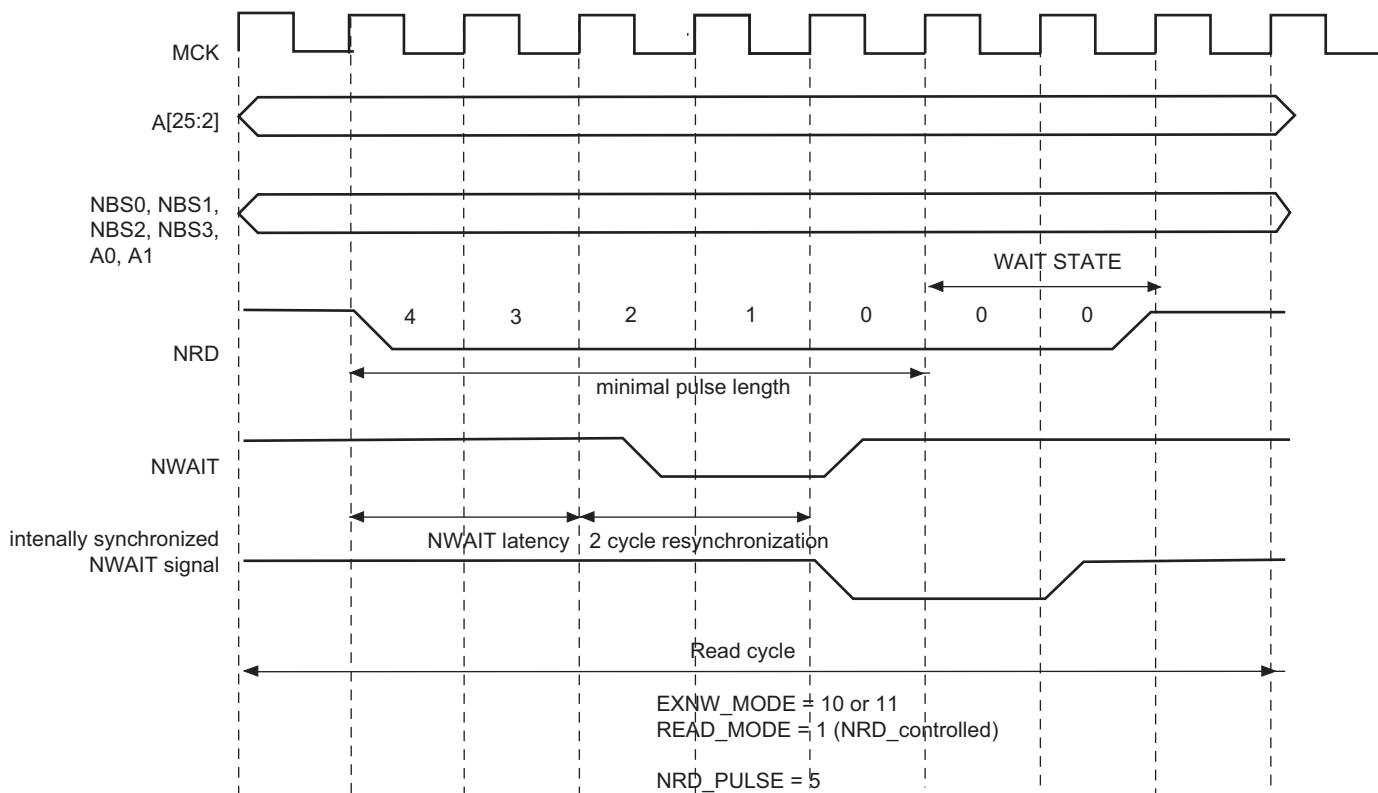 MCK
A[25:2]
NBS0, NBS1,
NBS2, NBS3,
A0, A1
WAIT STATE
4 3 2 1 0 0 0
NRD
minimal pulse length
NWAIT
intenally synchronized
NWAIT signal
NWAIT latency 2 cycle resynchronization
Read cycle
EXNW_MODE = 10 or 11
READ_MODE = 1 (NRD_controlled)
NRD_PULSE = 5